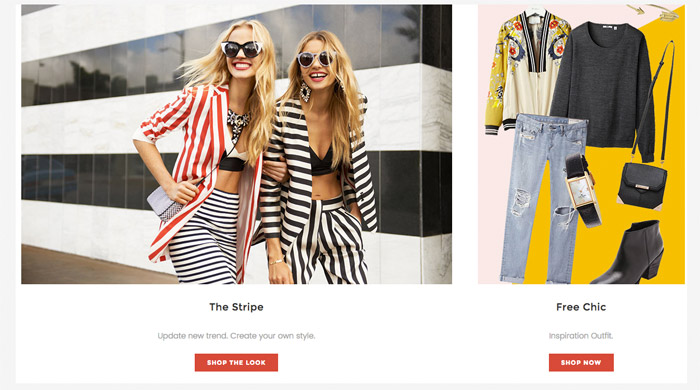 The Stripe
Update new trend. Create your own style.
SHOP THE LOOK
Free Chic
Inspiration Outfit.
SHOP NOW